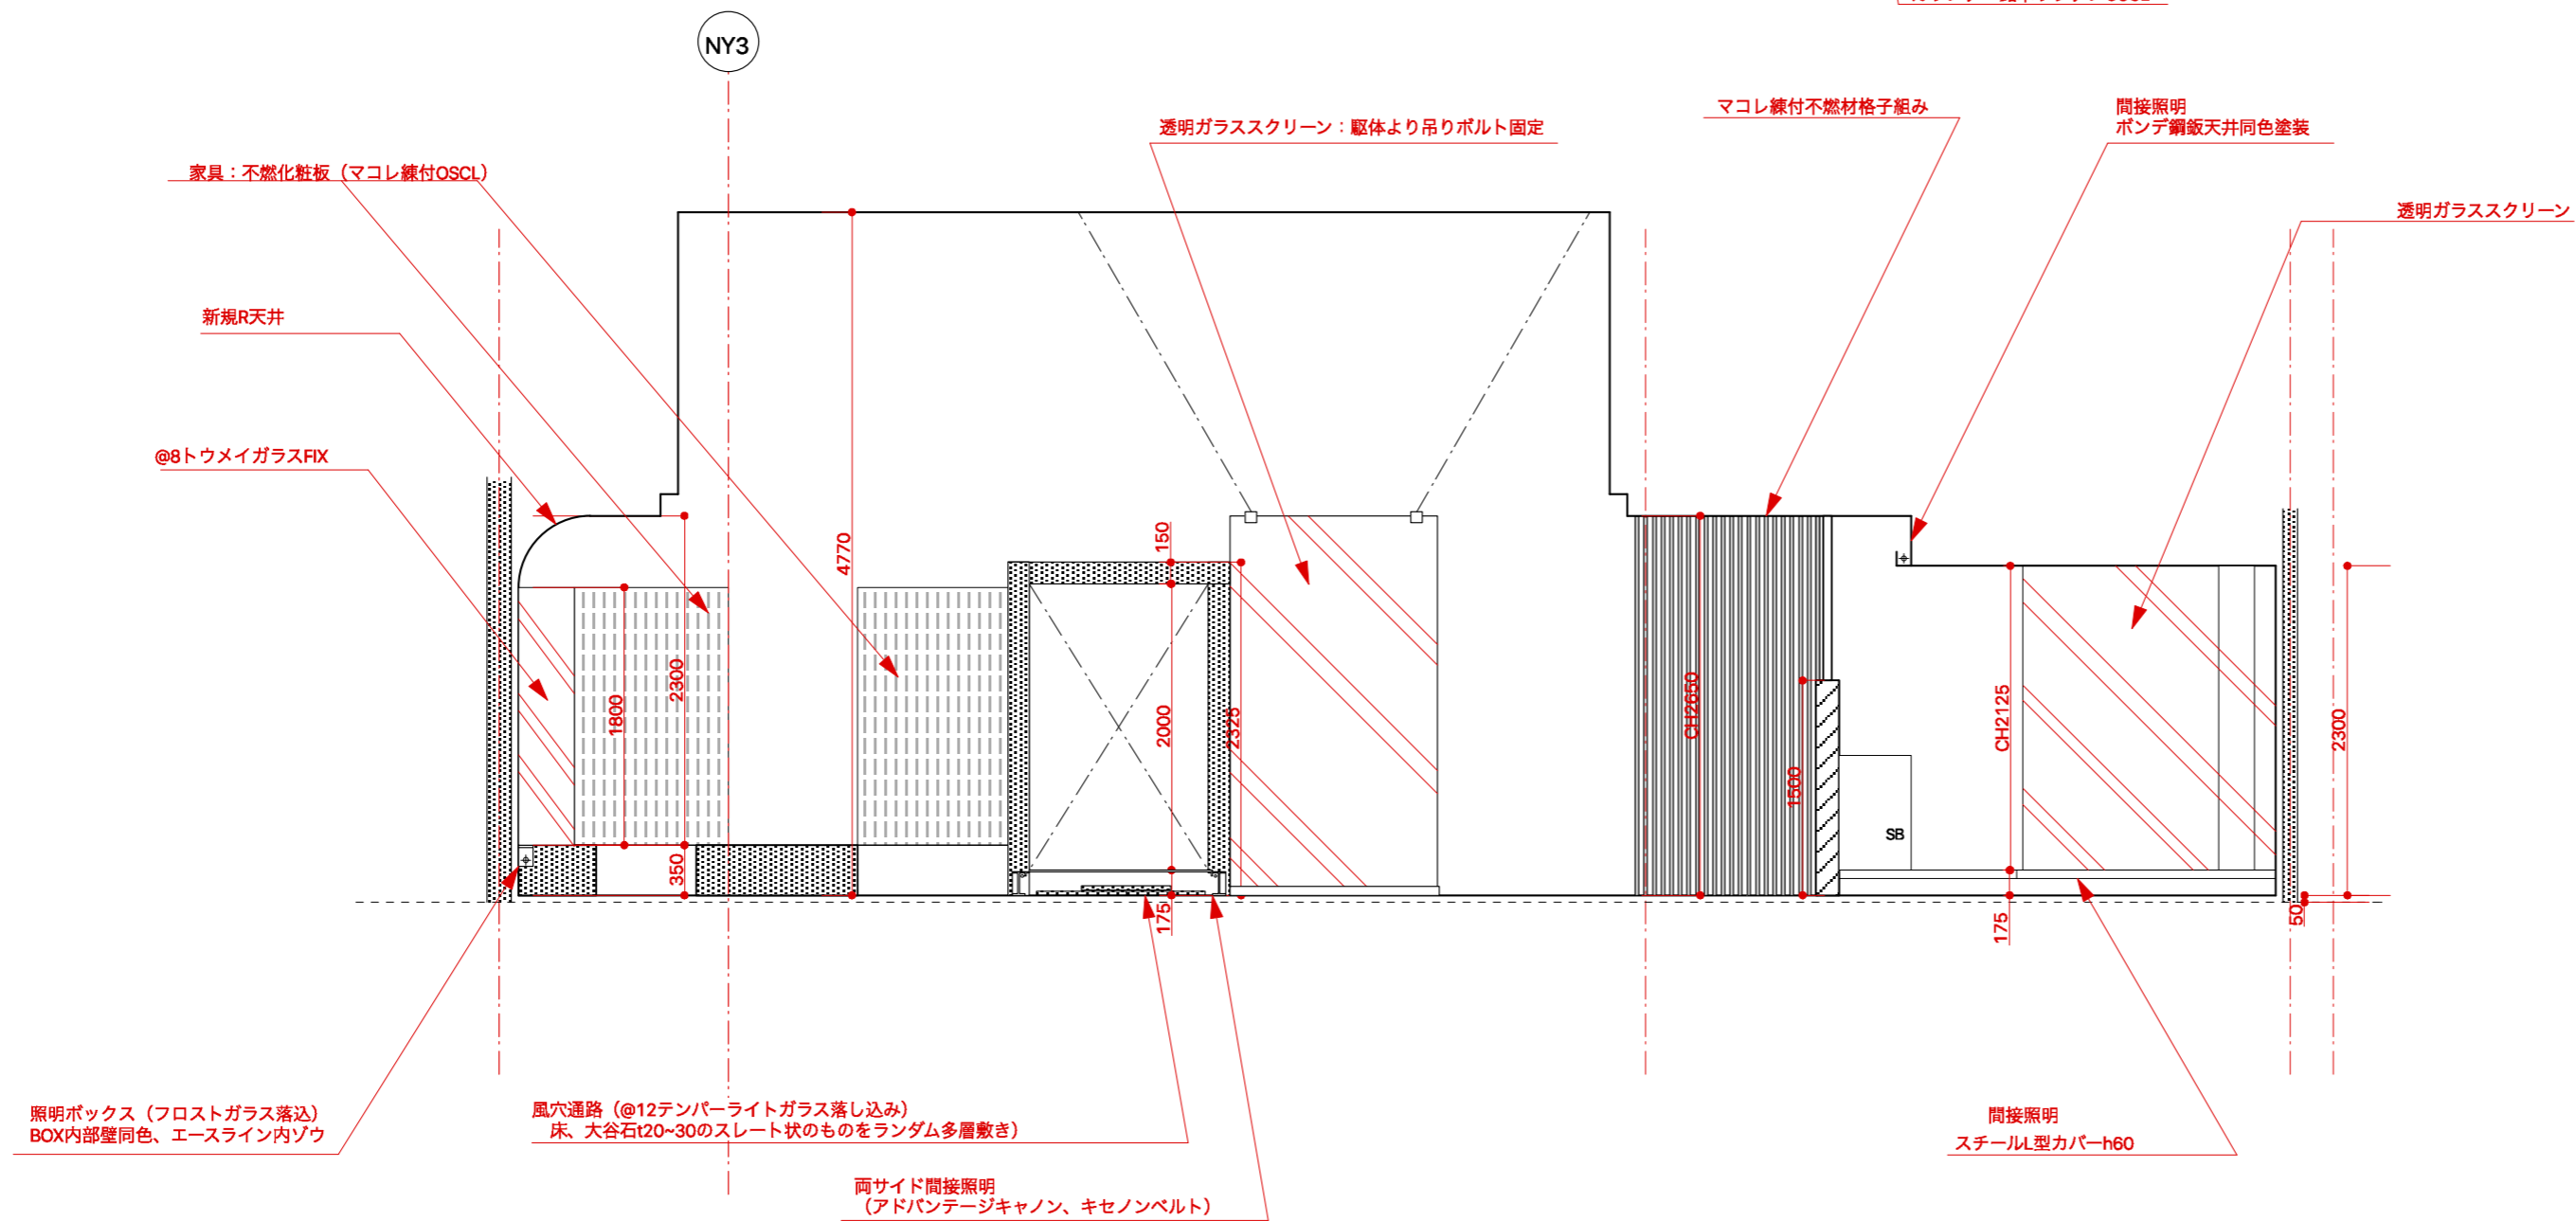 NY3
マコレ練付不燃材格子組み
間接照明
ボンデ鋼鈑天井同色塗装
透明ガラススクリーン：駆体より吊りボルト固定
家具：不燃化粧板（マコレ練付OSCL）
透明ガラススクリーン
新規R天井
@8トウメイガラスFIX
4770
150
2300
1800
2000
2325
CH2650
1500
CH2125
2300
SB
350
175
175
50
照明ボックス（フロストガラス落込）
BOX内部壁同色、エースライン内ゾウ
風穴通路（@12テンパーライトガラス落し込み）
床、大谷石t20~30のスレート状のものをランダム多層敷き）
間接照明
スチールL型カバーh60
両サイド間接照明
（アドバンテージキャノン、キセノンベルト）